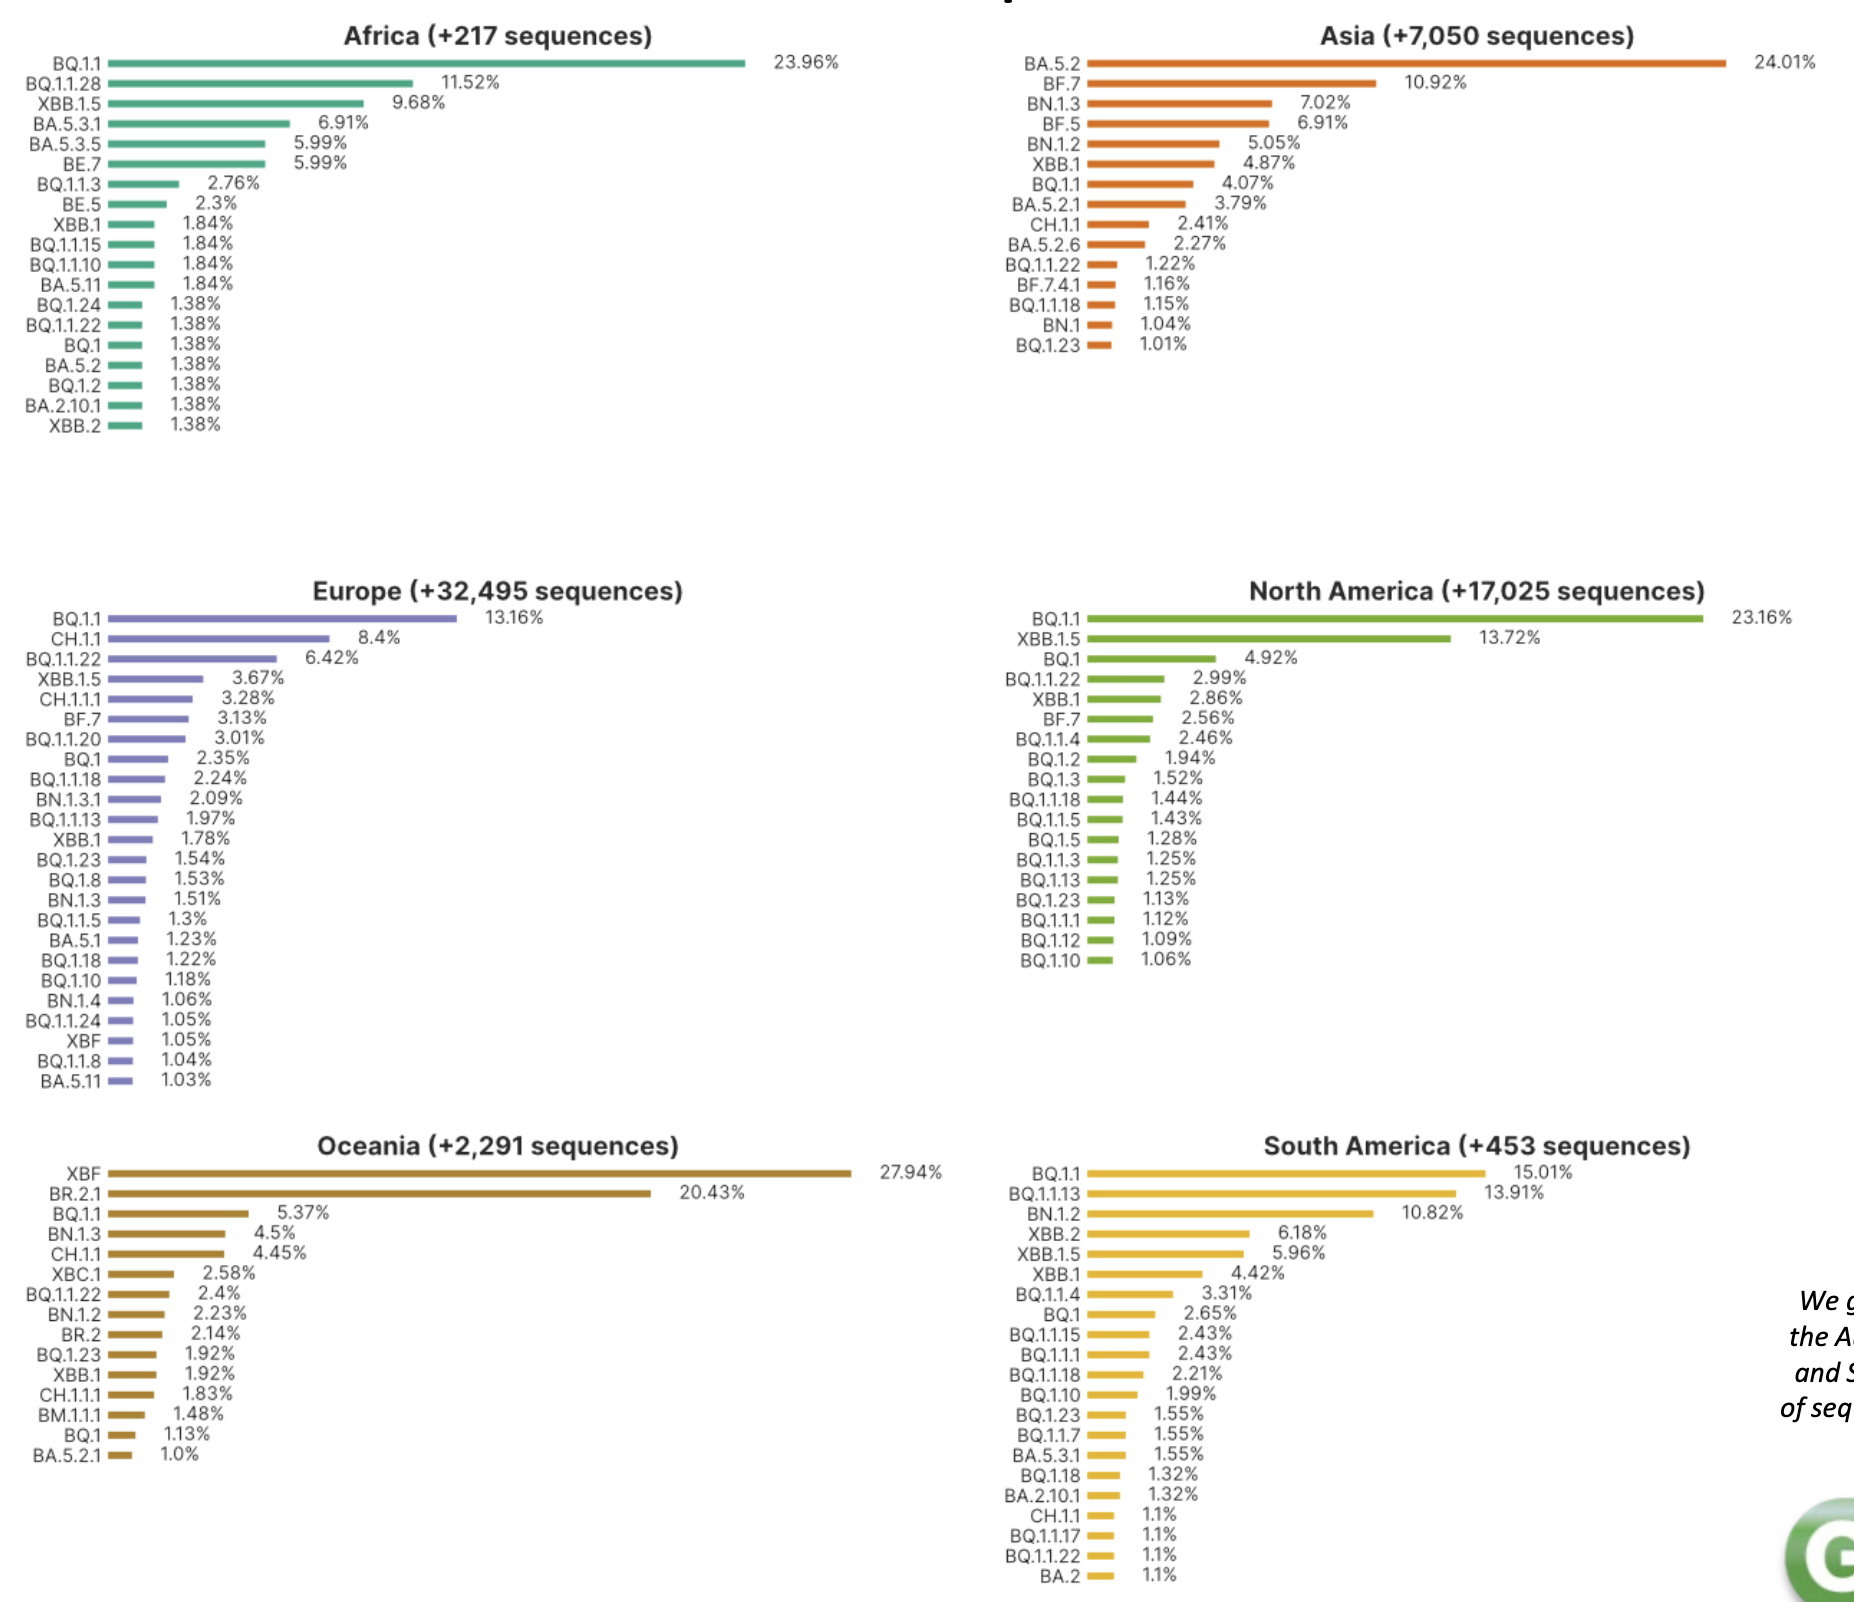 Africa (+217 sequences)
BQ.1.1 23.96%
BQ.1.1.28 11.52%
XBB.1.5 9.68%
BA.5.3.1 6.91%
BA.5.3.5 5.99%
BE.7 5.99%
BQ.1.1.3 2.76%
BE.5 2.3%
XBB.1 1.84%
BQ.1.1.15 1.84%
BQ.1.1.10 1.84%
BA.5.11 1.84%
BQ.1.24 1.38%
BQ.1.1.22 1.38%
BQ.1 1.38%
BA.5.2 1.38%
BQ.1.2 1.38%
BA.2.10.1 1.38%
XBB.2 1.38%
Asia (+7,050 sequences)
BA.5.2 24.01%
BF.7 10.92%
BN.1.3 7.02%
BF.5 6.91%
BN.1.2 5.05%
XBB.1 4.87%
BQ.1.1 4.07%
BA.5.2.1 3.79%
CH.1.1 2.41%
BA.5.2.6 2.27%
BQ.1.1.22 1.22%
BF.7.4.1 1.16%
BQ.1.1.18 1.15%
BN.1 1.04%
BQ.1.23 1.01%
Europe (+32,495 sequences)
BQ.1.1 13.16%
CH.1.1 8.4%
BQ.1.1.22 6.42%
XBB.1.5 3.67%
CH.1.1.1 3.28%
BF.7 3.13%
BQ.1.1.20 3.01%
BQ.1 2.35%
BQ.1.1.18 2.24%
BN.1.3.1 2.09%
BQ.1.1.13 1.97%
XBB.1 1.78%
BQ.1.23 1.54%
BQ.1.8 1.53%
BN.1.3 1.51%
BQ.1.1.5 1.3%
BA.5.1 1.23%
BQ.1.18 1.22%
BQ.1.10 1.18%
BN.1.4 1.06%
BQ.1.1.24 1.05%
XBF 1.05%
BQ.1.1.8 1.04%
BA.5.11 1.03%
North America (+17,025 sequences)
BQ.1.1 23.16%
XBB.1.5 13.72%
BQ.1 4.92%
BQ.1.1.22 2.99%
XBB.1 2.86%
BF.7 2.56%
BQ.1.1.4 2.46%
BQ.1.2 1.94%
BQ.1.3 1.52%
BQ.1.1.18 1.44%
BQ.1.1.5 1.43%
BQ.1.5 1.28%
BQ.1.1.3 1.25%
BQ.1.13 1.25%
BQ.1.23 1.13%
BQ.1.1.1 1.12%
BQ.1.12 1.09%
BQ.1.10 1.06%
Oceania (+2,291 sequences)
XBF 27.94%
BR.2.1 20.43%
BQ.1.1 5.37%
BN.1.3 4.5%
CH.1.1 4.45%
XBC.1 2.58%
BQ.1.1.22 2.4%
BN.1.2 2.23%
BR.2 2.14%
BQ.1.23 1.92%
XBB.1 1.92%
CH.1.1.1 1.83%
BM.1.1.1 1.48%
BQ.1 1.13%
BA.5.2.1 1.0%
South America (+453 sequences)
BQ.1.1 15.01%
BQ.1.1.13 13.91%
BN.1.2 10.82%
XBB.2 6.18%
XBB.1.5 5.96%
XBB.1 4.42%
BQ.1.1.4 3.31%
BQ.1 2.65%
BQ.1.1.15 2.43%
BQ.1.1.1 2.43%
BQ.1.1.18 2.21%
BQ.1.10 1.99%
BQ.1.23 1.55%
BQ.1.1.7 1.55%
BA.5.3.1 1.55%
BQ.1.18 1.32%
BA.2.10.1 1.32%
CH.1.1 1.1%
BQ.1.1.17 1.1%
BQ.1.1.22 1.1%
BA.2 1.1%
We
the
and
of
G